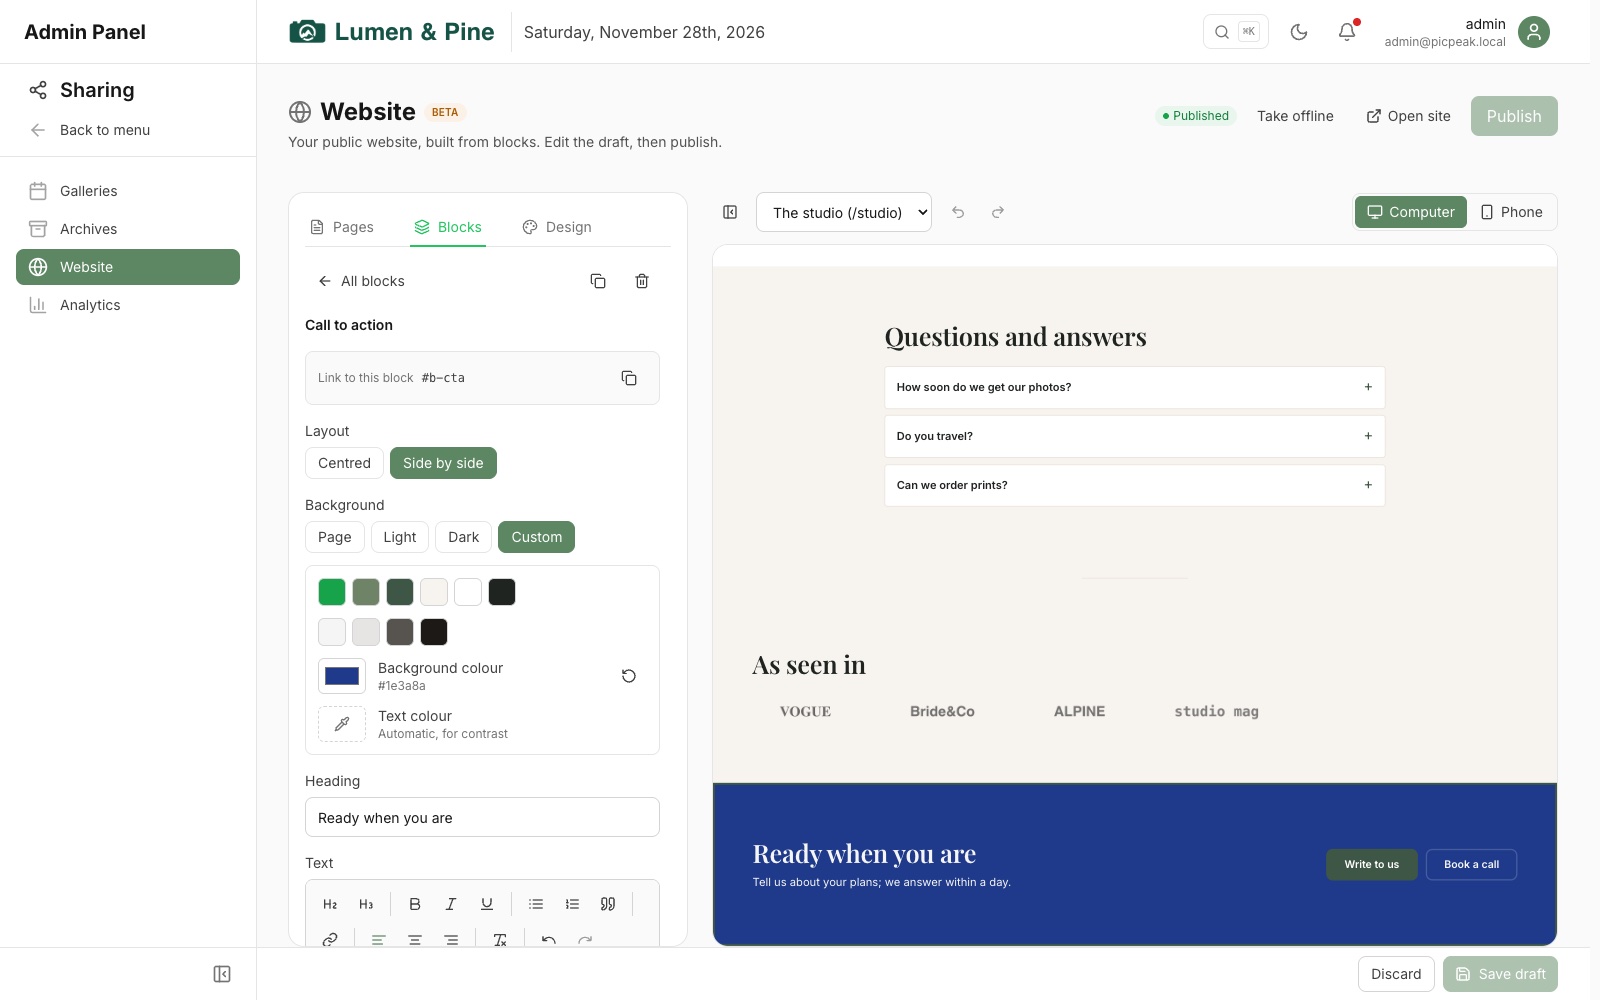 Admin Panel
Lumen & Pine
Saturday, November 28th, 2026
⌘K
admin
admin@picpeak.local
Sharing
Back to menu
Galleries
Archives
Website
Analytics
Website
BETA
Your public website, built from blocks. Edit the draft, then publish.
Published
Take offline
Open site
Publish
Pages
Blocks
Design
All blocks
Call to action
Link to this block #b-cta
Layout
Centred
Side by side
Background
Page
Light
Dark
Custom
Background colour
#1e3a8a
Text colour
Automatic, for contrast
Heading
Ready when you are
Text
H2
H3
B
I
U
The studio (/studio)
Computer
Phone
Questions and answers
How soon do we get our photos? +
Do you travel? +
Can we order prints? +
As seen in
VOGUE
Bride&Co
ALPINE
studio mag
Ready when you are
Tell us about your plans; we answer within a day.
Write to us
Book a call
Discard
Save draft